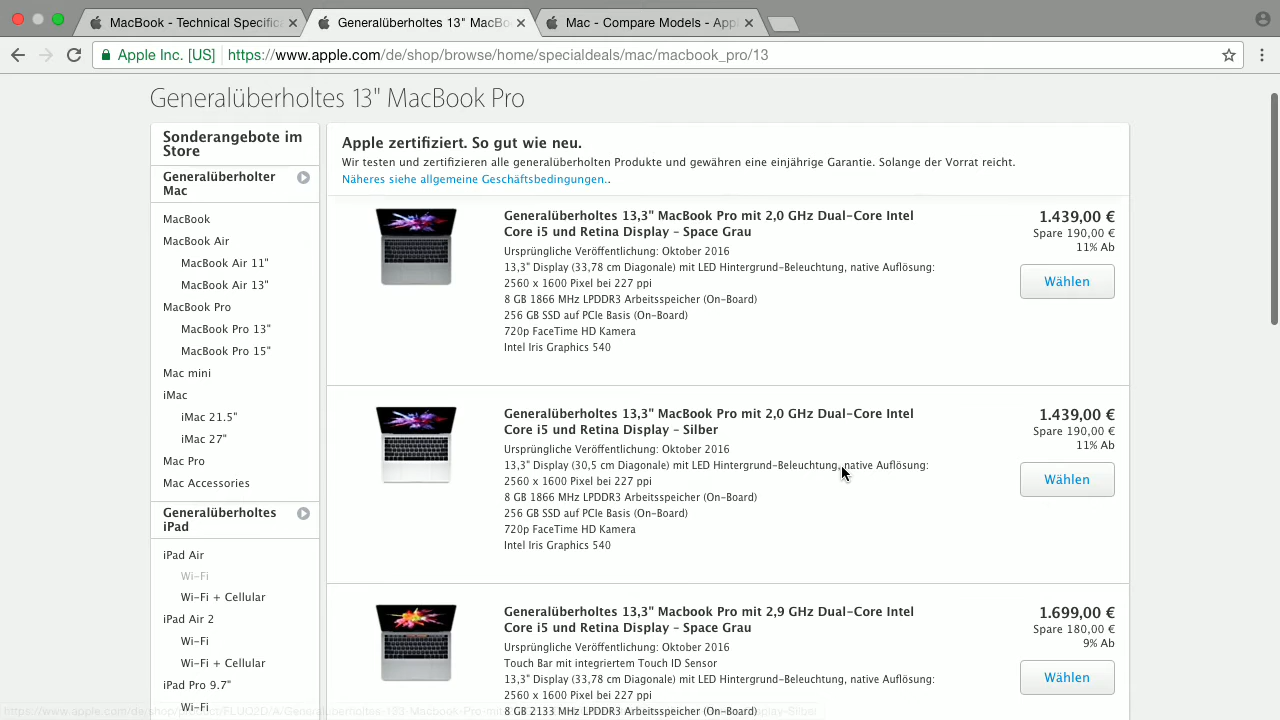 MacBook - Technical Specifica
Generalüberholtes 13" MacBo
Mac - Compare Models - Appl
Apple Inc. [US]
https://www.apple.com/de/shop/browse/home/specialdeals/mac/macbook_pro/13
Generalüberholtes 13" MacBook Pro
Sonderangebote im
Store
Generalüberholter
Mac
MacBook
MacBook Air
MacBook Air 11"
MacBook Air 13"
MacBook Pro
MacBook Pro 13"
MacBook Pro 15"
Mac mini
iMac
iMac 21.5"
iMac 27"
Mac Pro
Mac Accessories
Generalüberholtes
iPad
iPad Air
Wi-Fi
Wi-Fi + Cellular
iPad Air 2
Wi-Fi
Wi-Fi + Cellular
iPad Pro 9.7"
Wi-Fi
Apple zertifiziert. So gut wie neu.
Wir testen und zertifizieren alle generalüberholten Produkte und gewähren eine einjährige Garantie. Solange der Vorrat reicht.
Näheres siehe allgemeine Geschäftsbedingungen..
Generalüberholtes 13,3" MacBook Pro mit 2,0 GHz Dual-Core Intel
Core i5 und Retina Display – Space Grau
Ursprüngliche Veröffentlichung: Oktober 2016
13,3" Display (33,78 cm Diagonale) mit LED Hintergrund-Beleuchtung, native Auflösung:
2560 x 1600 Pixel bei 227 ppi
8 GB 1866 MHz LPDDR3 Arbeitsspeicher (On-Board)
256 GB SSD auf PCIe Basis (On-Board)
720p FaceTime HD Kamera
Intel Iris Graphics 540
1.439,00 €
Spare 190,00 €
11% Ab
Wählen
Generalüberholtes 13,3" MacBook Pro mit 2,0 GHz Dual-Core Intel
Core i5 und Retina Display – Silber
Ursprüngliche Veröffentlichung: Oktober 2016
13,3" Display (30,5 cm Diagonale) mit LED Hintergrund-Beleuchtung, native Auflösung:
2560 x 1600 Pixel bei 227 ppi
8 GB 1866 MHz LPDDR3 Arbeitsspeicher (On-Board)
256 GB SSD auf PCIe Basis (On-Board)
720p FaceTime HD Kamera
Intel Iris Graphics 540
1.439,00 €
Spare 190,00 €
11% Ab
Wählen
Generalüberholtes 13,3" Macbook Pro mit 2,9 GHz Dual-Core Intel
Core i5 und Retina Display – Space Grau
Ursprüngliche Veröffentlichung: Oktober 2016
Touch Bar mit integriertem Touch ID Sensor
13,3" Display (33,78 cm Diagonale) mit LED Hintergrund-Beleuchtung, native Auflösung:
2560 x 1600 Pixel bei 227 ppi
8 GB 2133 MHz LPDDR3 Arbeitsspeicher (On-Board)
1.699,00 €
Spare 180,00 €
9% Ab
Wählen